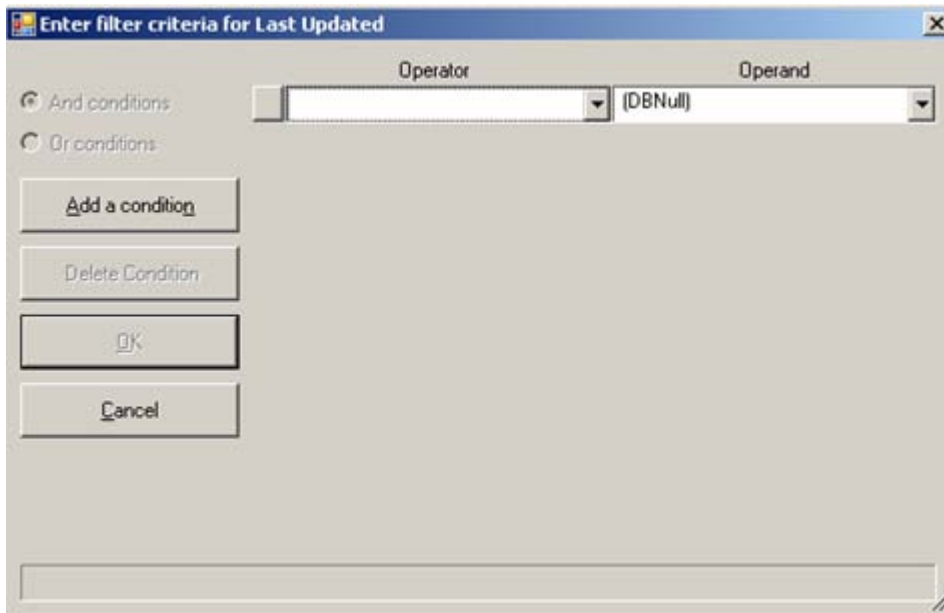 Enter filter criteria for Last Updated
Operator Operand
And conditions
(DBNull)
Or conditions
Add a condition
Delete Condition
OK
Cancel